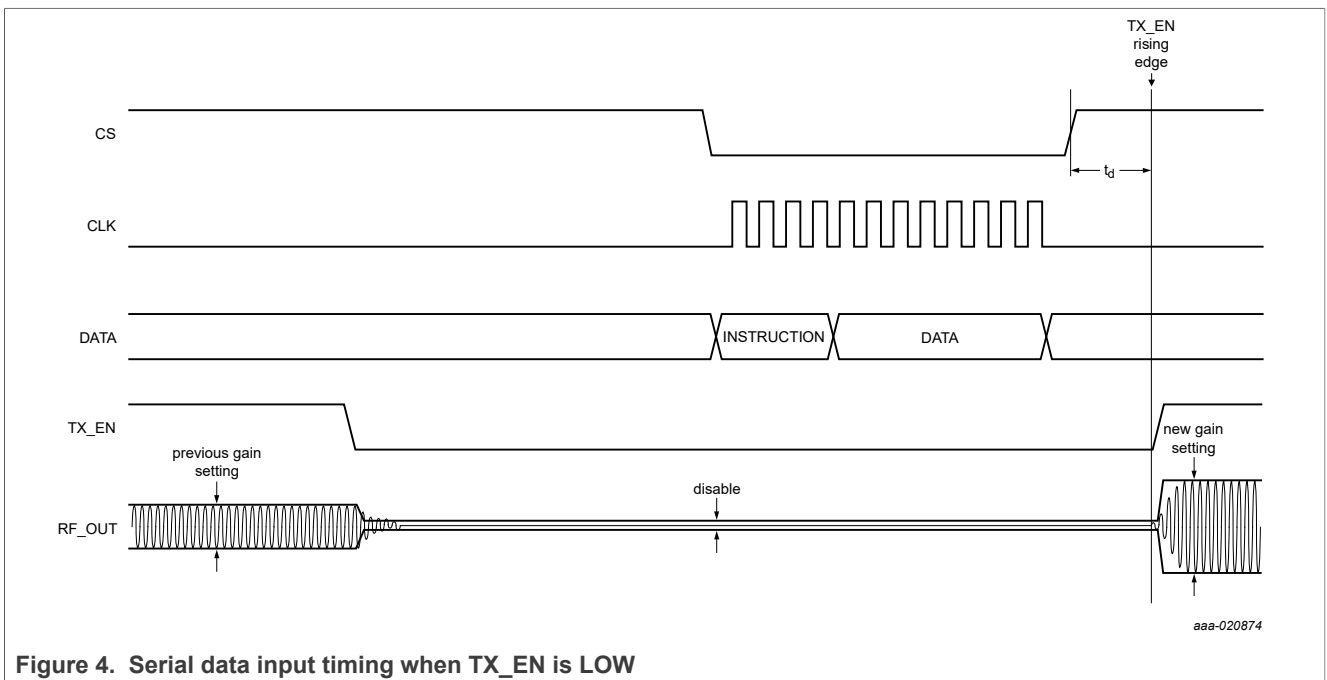 TX_EN
rising
edge
CS
td
CLK
DATA
INSTRUCTION
DATA
TX_EN
previous gain
setting
new gain
setting
disable
RF_OUT
aaa-020874
Figure 4. Serial data input timing when TX_EN is LOW